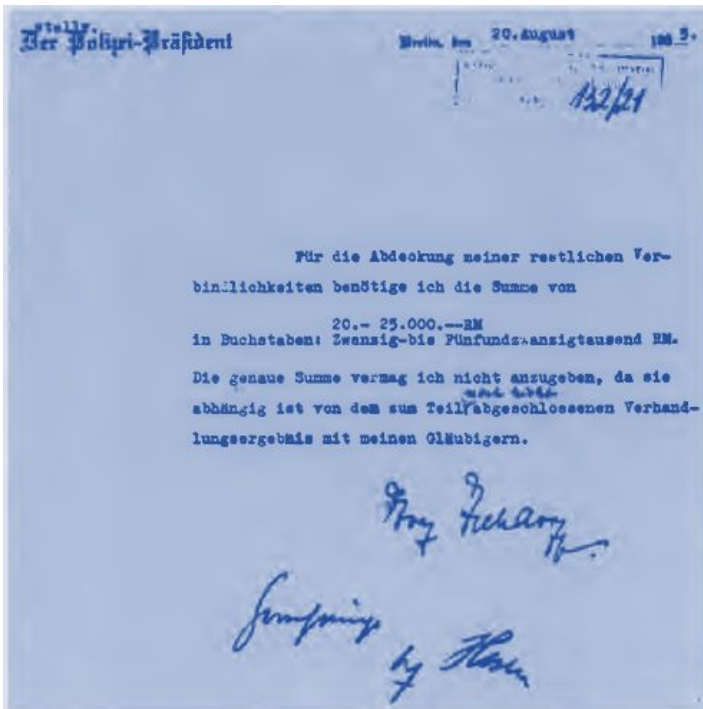 stellv.
Der Polizei-Präsident
Berlin, den 20. August 193 5.
132/21
Für die Abdeckung meiner restlichen Ver-
bindlichkeiten benötige ich die Summe von
20.- 25.000.--RM
in Buchstaben: Zwanzig-bis Fünfundzwanzigtausend RM.
Die genaue Summe vermag ich nicht anzugeben, da sie
abhängig ist von dem zum Teil abgeschlossenen Verhand-
lungsergebnis mit meinen Gläubigern.